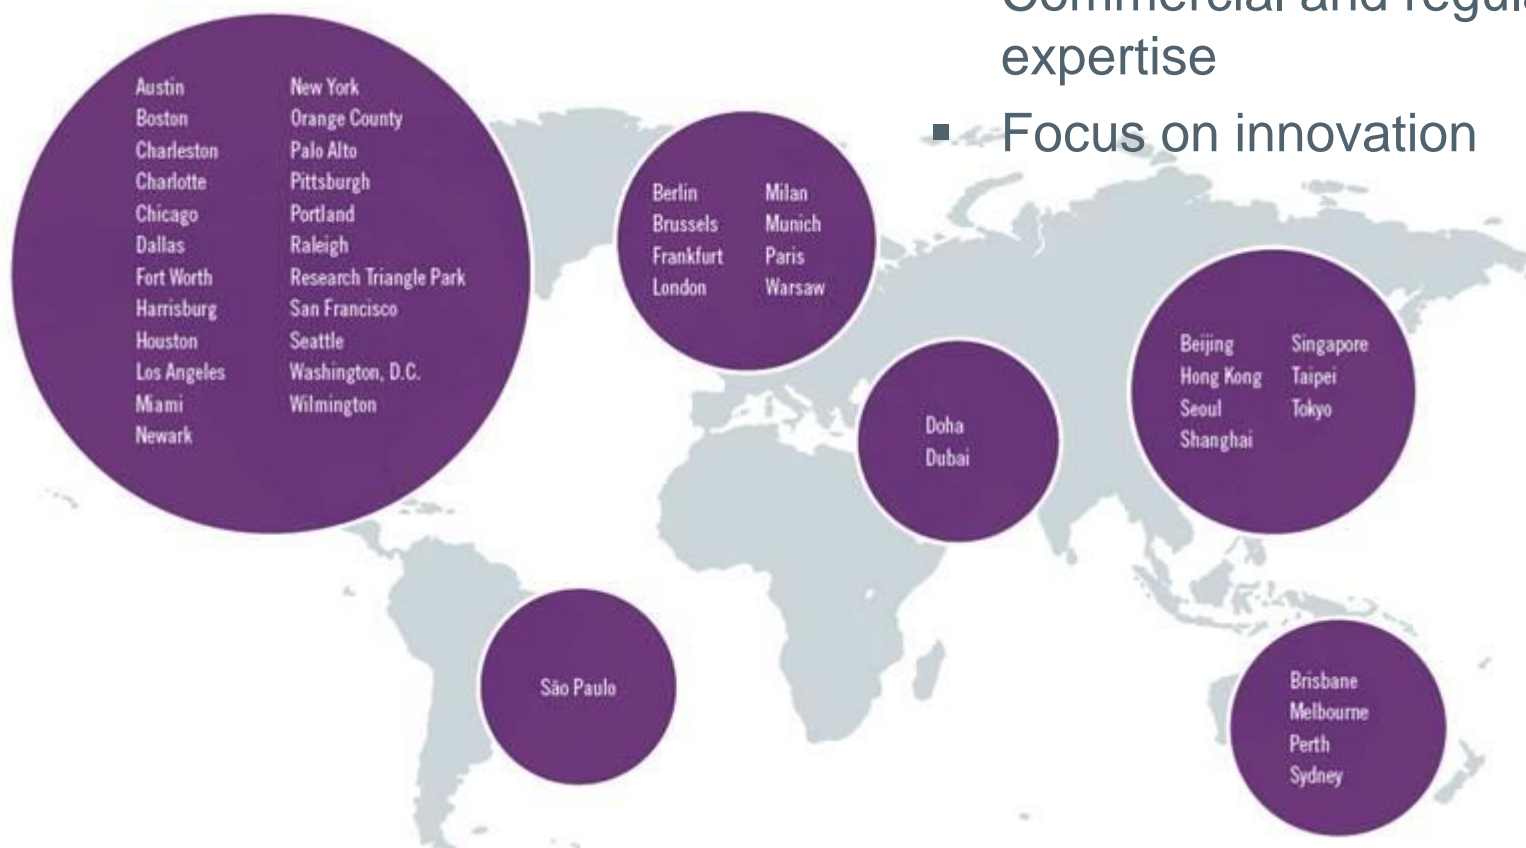 Commercial and
expertise
▪ Focus on innovation
Austin
Boston
Charleston
Charlotte
Chicago
Dallas
Fort Worth
Harrisburg
Houston
Los Angeles
Miami
Newark
New York
Orange County
Palo Alto
Pittsburgh
Portland
Raleigh
Research Triangle Park
San Francisco
Seattle
Washington, D.C.
Wilmington
Berlin
Brussels
Frankfurt
London
Milan
Munich
Paris
Warsaw
Beijing
Hong Kong
Seoul
Shanghai
Singapore
Taipei
Tokyo
Doha
Dubai
São Paulo
Brisbane
Melbourne
Perth
Sydney